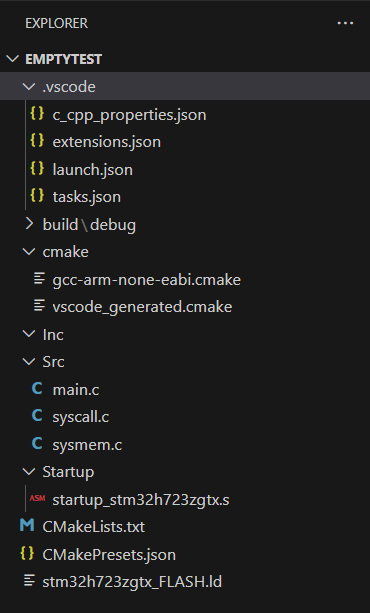 EXPLORER ...
EMPTYTEST
.vscode
{} c_cpp_properties.json
{} extensions.json
{} launch.json
{} tasks.json
build\debug
cmake
gcc-arm-none-eabi.cmake
vscode_generated.cmake
Inc
Src
C main.c
C syscall.c
C sysmem.c
Startup
ASM startup_stm32h723zgtx.s
M CMakeLists.txt
{} CMakePresets.json
stm32h723zgtx_FLASH.ld